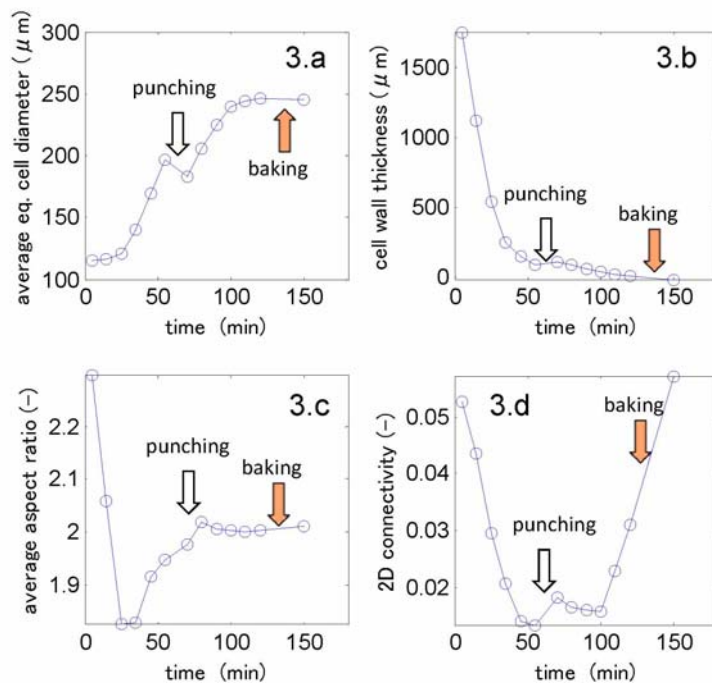 average eq. cell diameter (μm)
300
250
200
150
100
3.a
punching
baking
0
50
100
150
time (min)
cell wall thickness (μm)
1500
1000
500
0
3.b
punching
baking
0
50
100
150
time (min)
average aspect ratio (-)
2.2
2.1
2
1.9
3.c
punching
baking
0
50
100
150
time (min)
2D connectivity (-)
0.05
0.04
0.03
0.02
3.d
baking
punching
0
50
100
150
time (min)